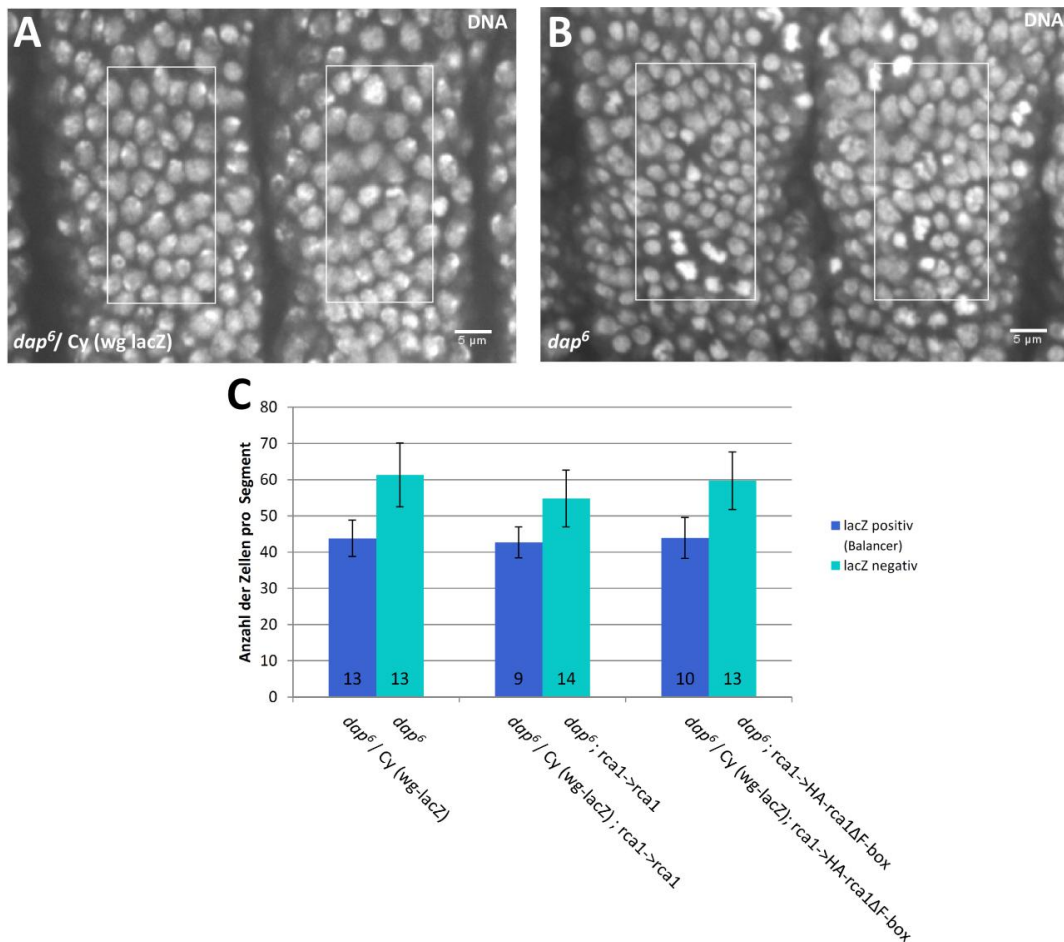 A
DNA
dap⁶/ Cy (wg lacZ)
5 µm
B
DNA
dap⁶
5 µm
C
Anzahl der Zellen pro Segment
80
70
60
50
40
30
20
10
0
13
13
9
14
10
13
dap⁶/ Cy (wg-lacZ)
dap⁶
dap⁶/ Cy (wg-lacZ) ; rca1->rca1
dap⁶; rca1->rca1
dap⁶/ Cy (wg-lacZ); rca1->HA-rca1ΔF-box
dap⁶; rca1->HA-rca1ΔF-box
lacZ positiv
(Balancer)
lacZ negativ